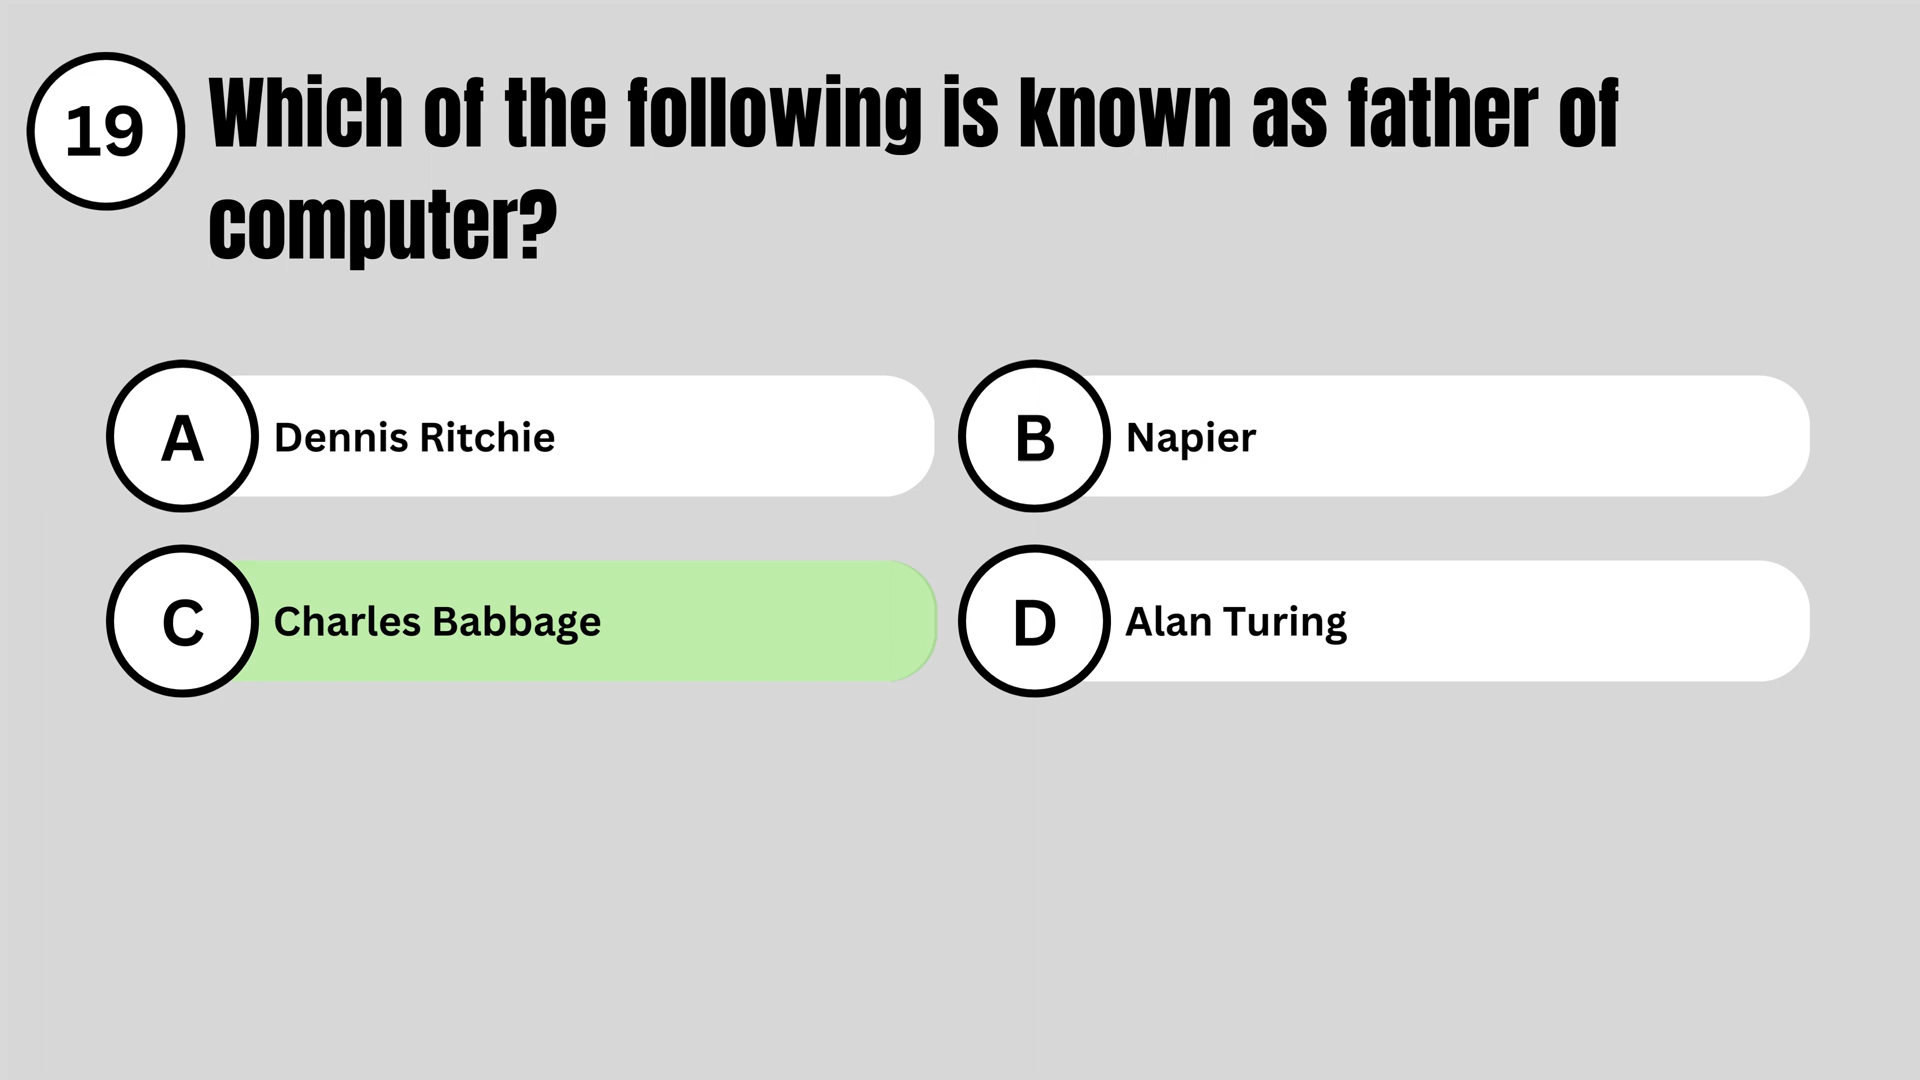 19
Which of the following is known as father of
computer?
A
Dennis Ritchie
B
Napier
C
Charles Babbage
D
Alan Turing